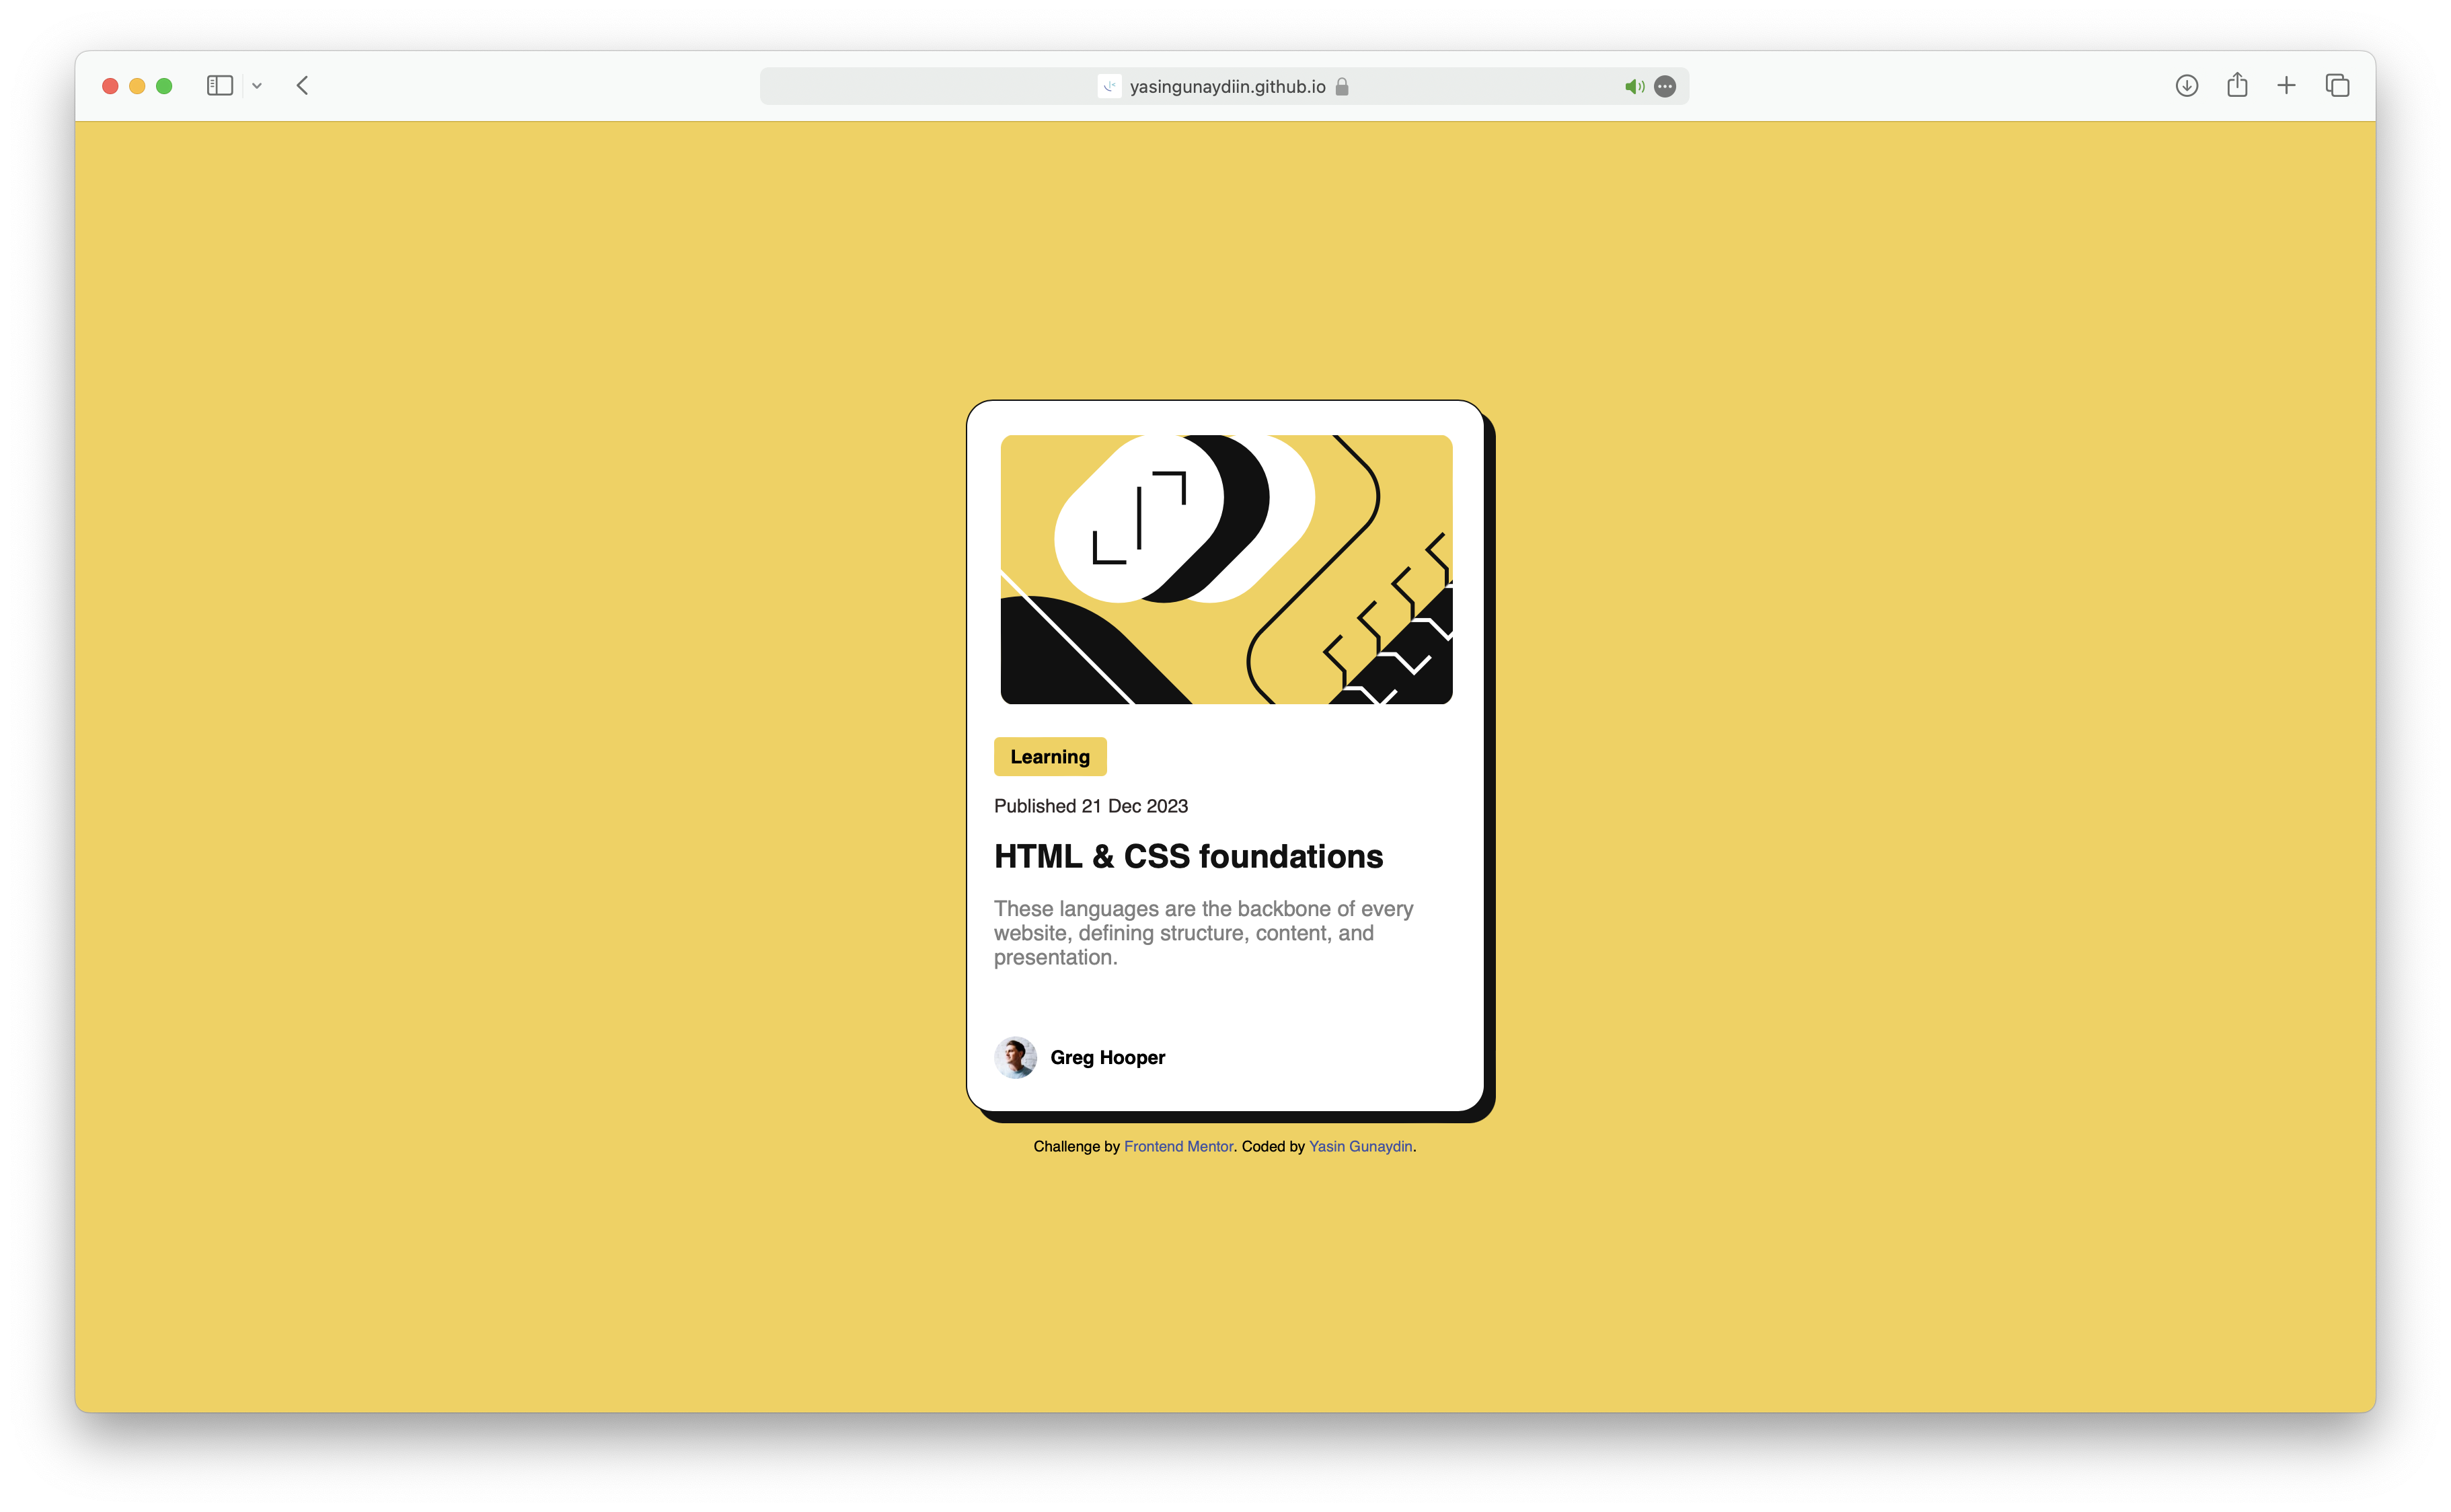 yasingunaydiin.github.io
Learning
Published 21 Dec 2023
HTML & CSS foundations
These languages are the backbone of every
website, defining structure, content, and
presentation.
Greg Hooper
Challenge by Frontend Mentor. Coded by Yasin Gunaydin.